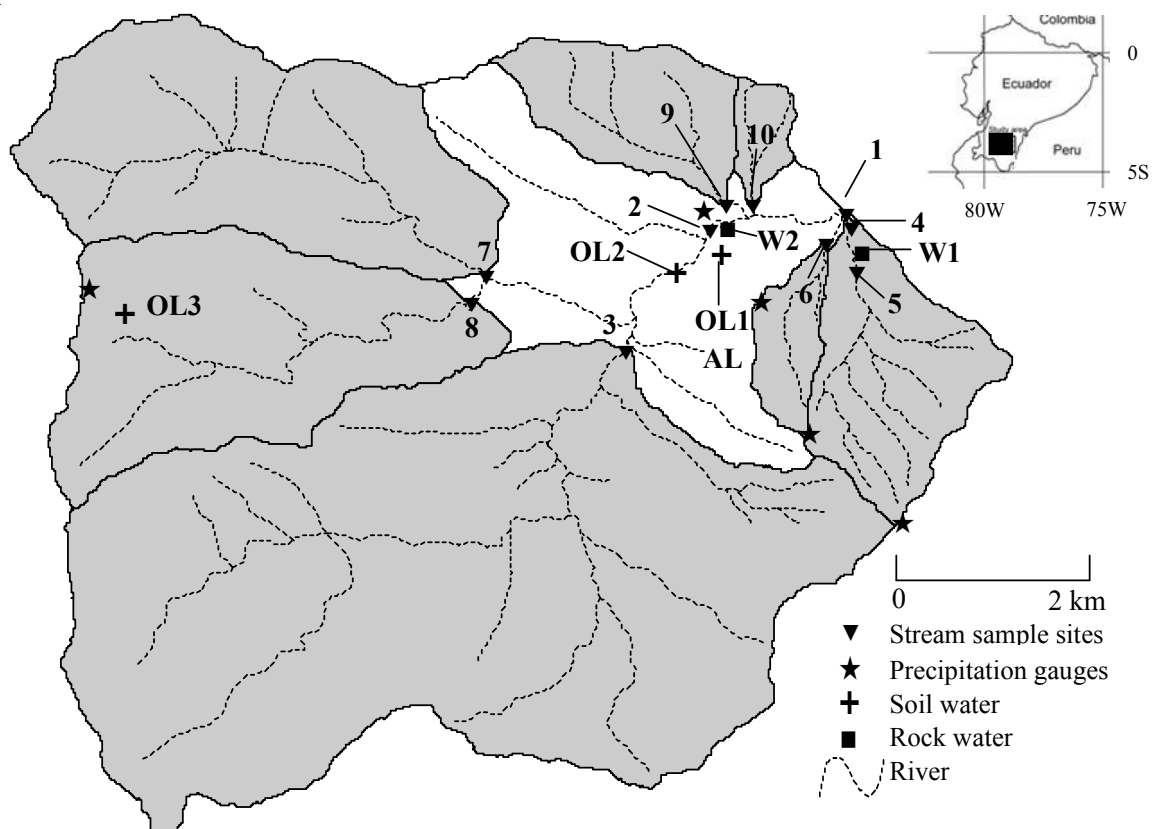 Colombia
0
Ecuador
Study area
Peru
5S
80W
75W
9
10
1
2
4
W2
OL2
W1
7
6
5
OL3
OL1
8
3
AL
0
2 km
Stream sample sites
Precipitation gauges
Soil water
Rock water
River